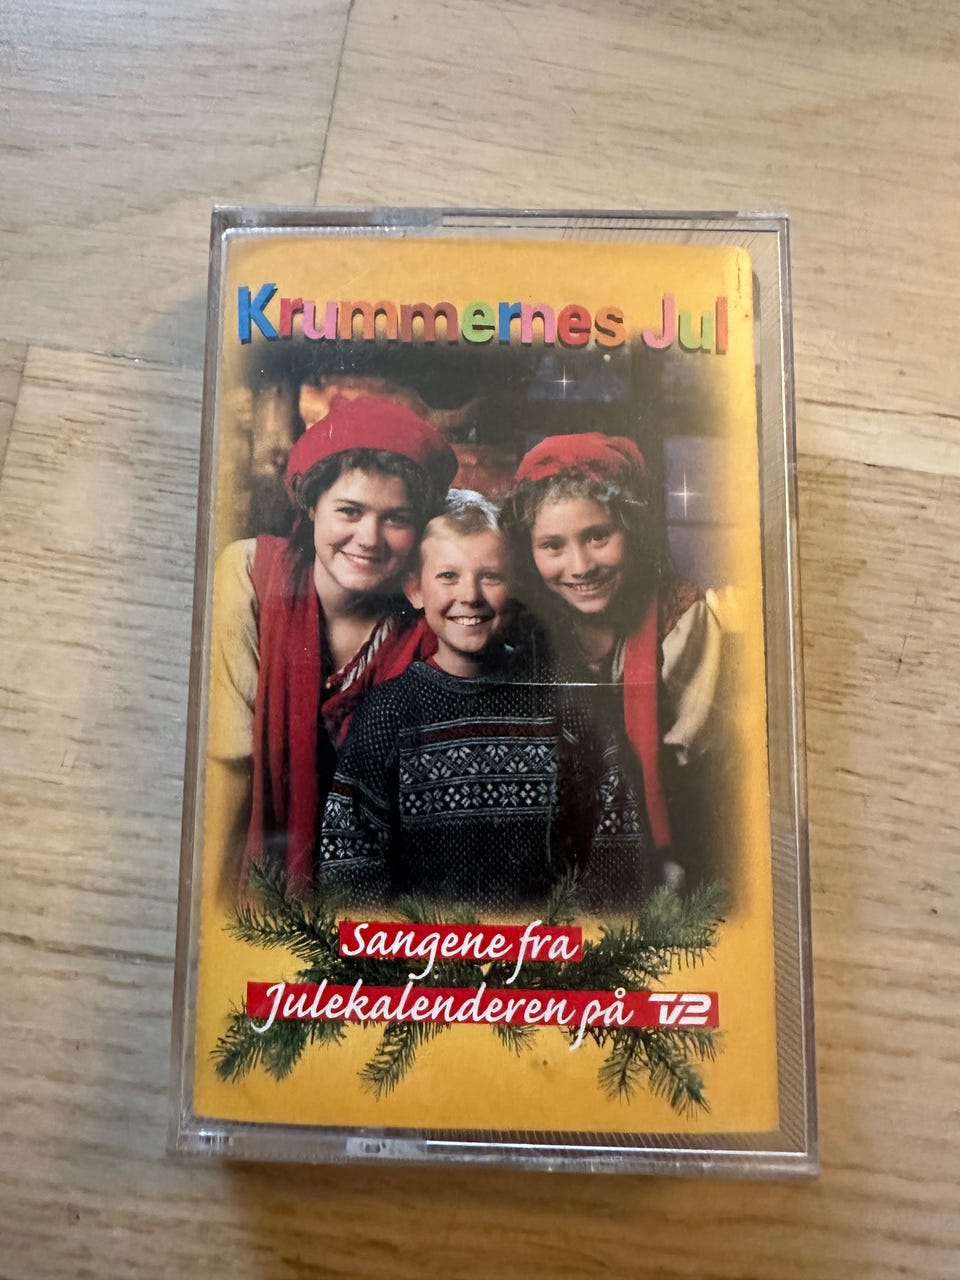 Krummernes Jul
Sangene fra
Julekalenderen på TV2